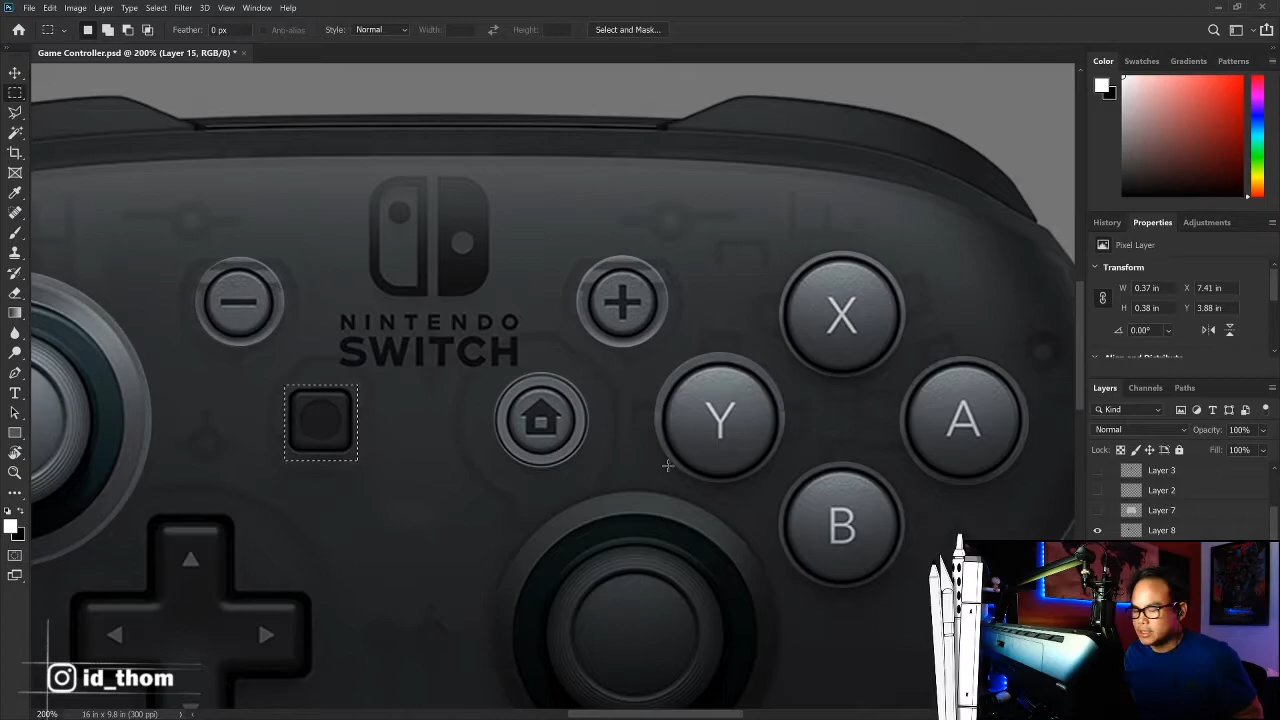 Ps File Edit Image Layer Type Select Filter 3D View Window Help
Feather: 0 px Anti-alias Style: Normal Width: Height: Select and Mask...
Game Controller.psd @ 200% (Layer 15, RGB/8) * ×
Color Swatches Gradients Patterns
NINTENDO
SWITCH
X
Y
A
B
History Properties Adjustments
Pixel Layer
Transform
W 0.37 in X 7.41 in
H 0.38 in Y 3.88 in
0.00°
Align and Distribute
Layers Channels Paths
Kind
Normal Opacity: 100%
Lock: Fill: 100%
Layer 3
Layer 2
Layer 7
Layer 8
id_thom
200% 16 in x 9.8 in (300 ppi)